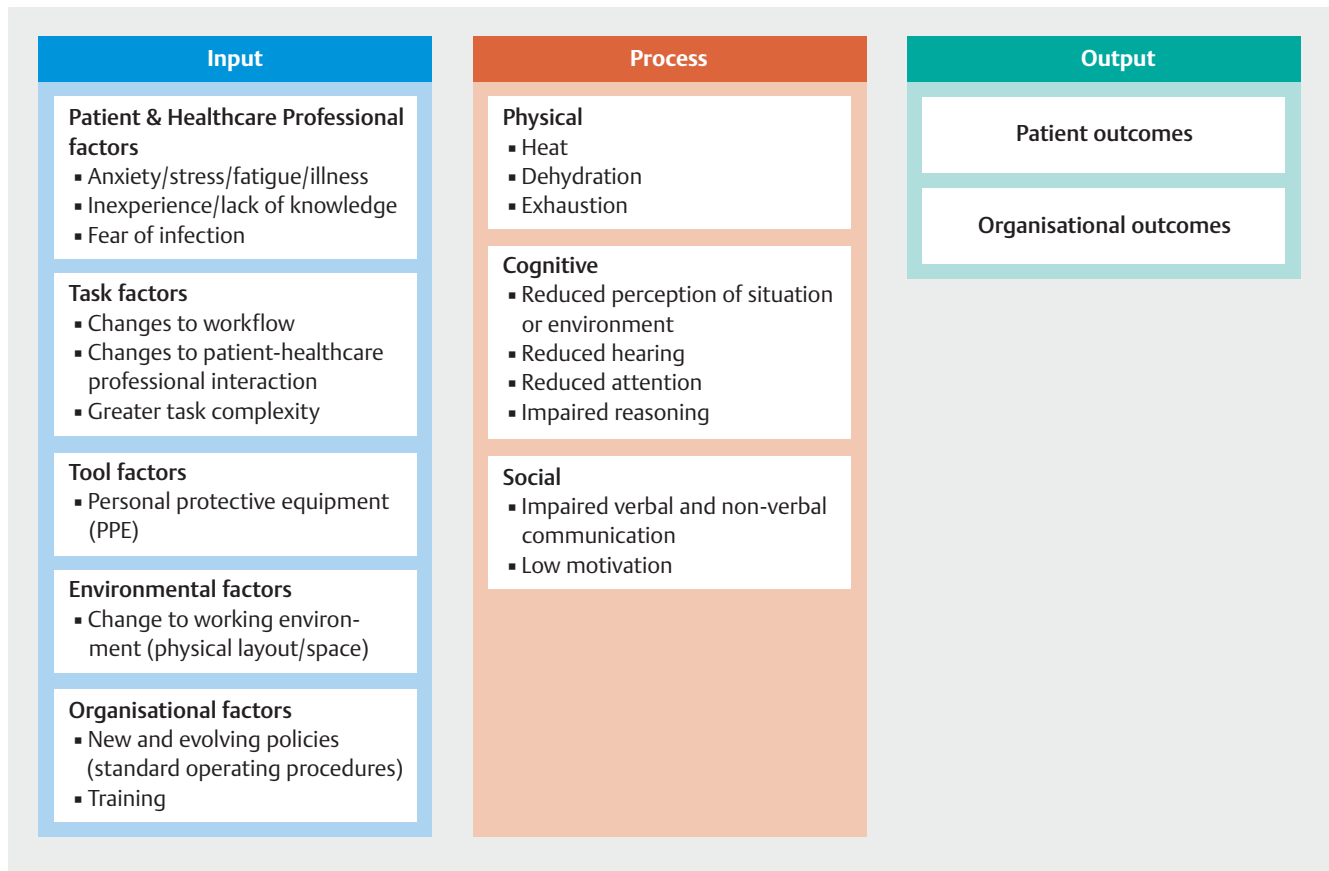 Input
Patient & Healthcare Professional
factors
▪ Anxiety/stress/fatigue/illness
▪ Inexperience/lack of knowledge
▪ Fear of infection
Task factors
▪ Changes to workflow
▪ Changes to patient-healthcare
professional interaction
▪ Greater task complexity
Tool factors
▪ Personal protective equipment
(PPE)
Environmental factors
▪ Change to working environ-
ment (physical layout/space)
Organisational factors
▪ New and evolving policies
(standard operating procedures)
▪ Training
Process
Physical
▪ Heat
▪ Dehydration
▪ Exhaustion
Cognitive
▪ Reduced perception of situation
or environment
▪ Reduced hearing
▪ Reduced attention
▪ Impaired reasoning
Social
▪ Impaired verbal and non-verbal
communication
▪ Low motivation
Output
Patient outcomes
Organisational outcomes